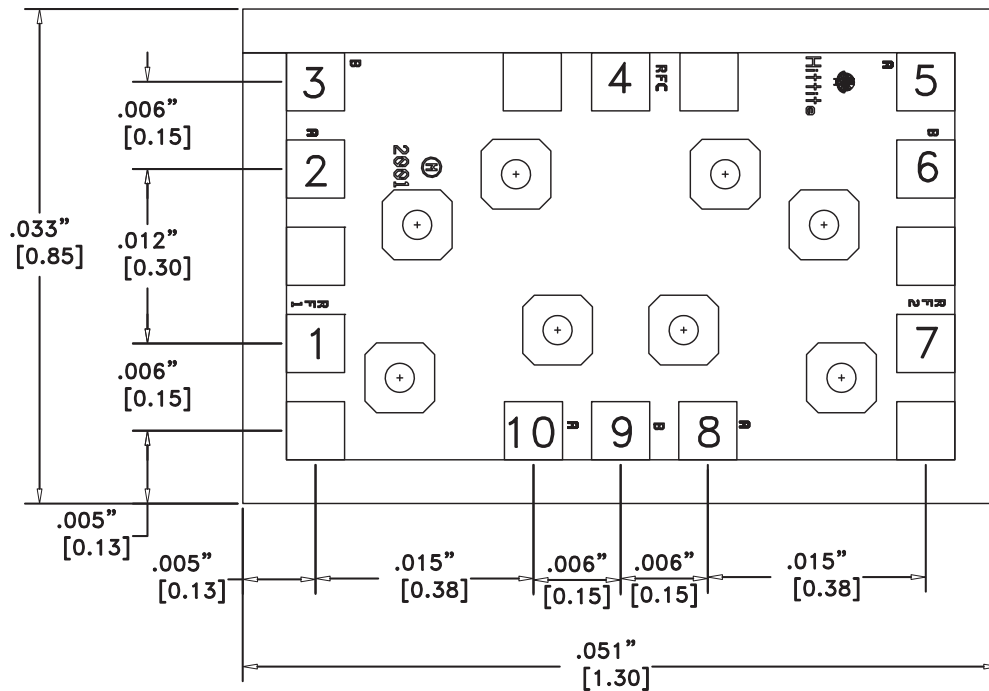 3
B
4
RFC
Hittite
A
5
.006"
[0.15]
A
2
2001
M
B
6
.033"
[0.85]
.012"
[0.30]
RF1
1
RF2
7
.006"
[0.15]
10
A
9
B
8
A
.005"
[0.13]
.005"
[0.13]
.015"
[0.38]
.006"
[0.15]
.006"
[0.15]
.015"
[0.38]
.051"
[1.30]